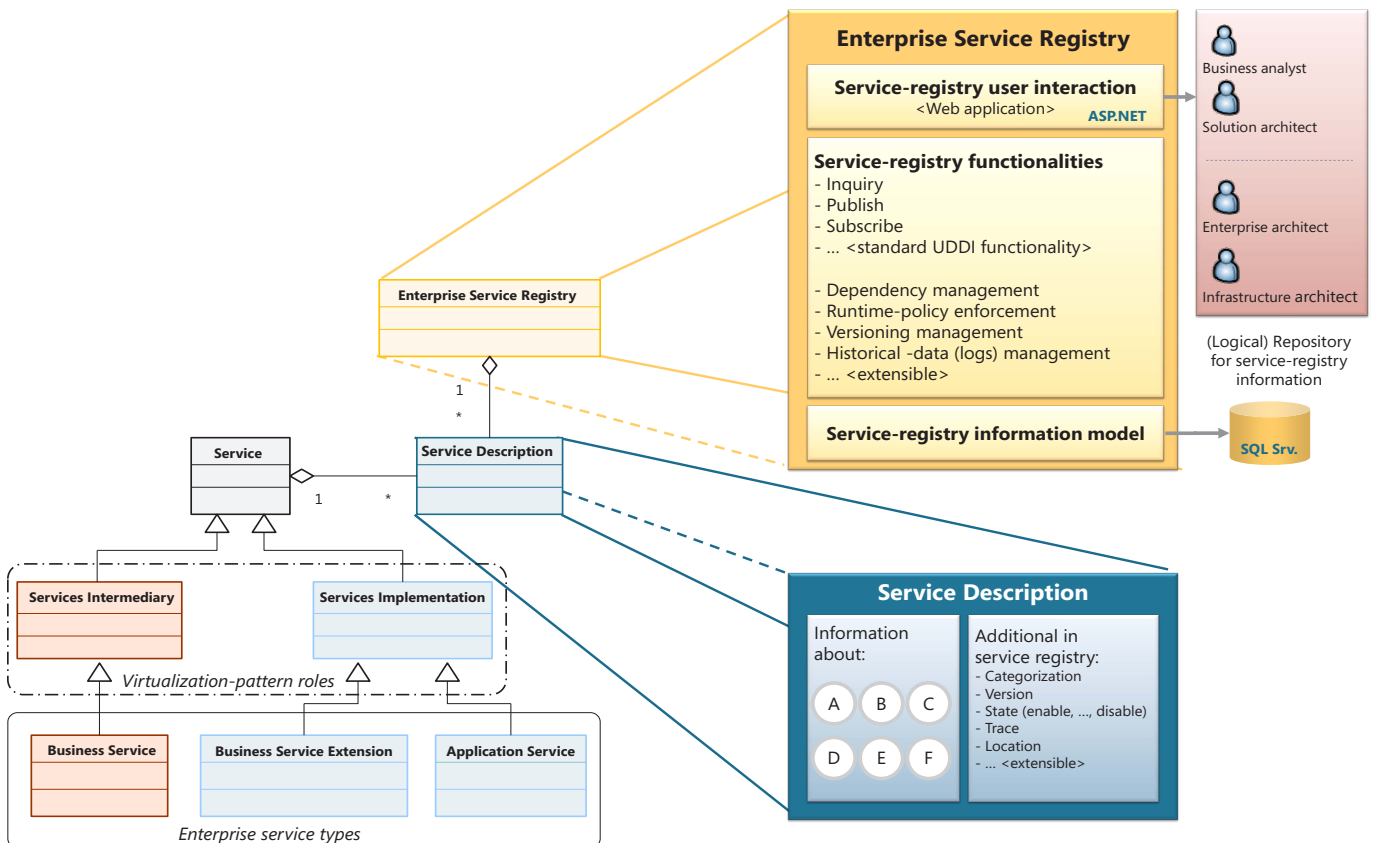 Enterprise Service Registry
Service-registry user interaction
<Web application>
ASP.NET
Service-registry functionalities
- Inquiry
- Publish
- Subscribe
- ... <standard UDDI functionality>
- Dependency management
- Runtime-policy enforcement
- Versioning management
- Historical -data (logs) management
- ... <extensible>
Service-registry information model
Business analyst
Solution architect
Enterprise architect
Infrastructure architect
(Logical) Repository
for service-registry
information
SQL Srv.
Enterprise Service Registry
1
*
Service
1
*
Service Description
Services Intermediary
Services Implementation
Virtualization-pattern roles
Business Service
Business Service Extension
Application Service
Enterprise service types
Service Description
Information
about:
A B C
D E F
Additional in
service registry:
- Categorization
- Version
- State (enable, ..., disable)
- Trace
- Location
- ... <extensible>